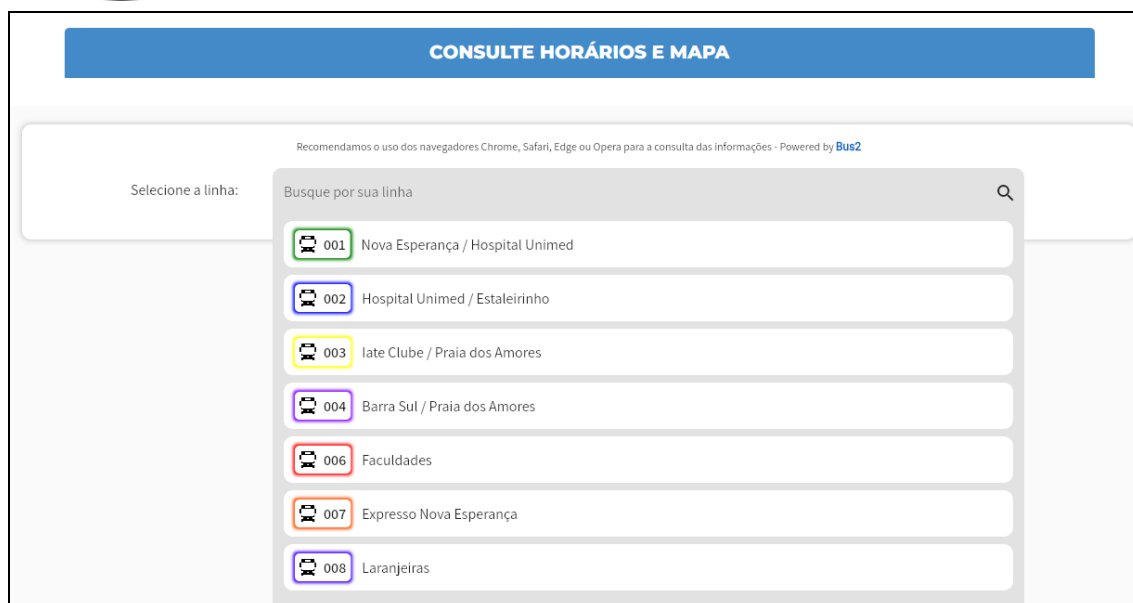 CONSULTE HORÁRIOS E MAPA
Recomendamos o uso dos navegadores Chrome, Safari, Edge ou Opera para a consulta das informações - Powered by Bus2
Selecione a linha: Busque por sua linha
001 Nova Esperança / Hospital Unimed
002 Hospital Unimed / Estaleirinho
003 Iate Clube / Praia dos Amores
004 Barra Sul / Praia dos Amores
006 Faculdades
007 Expresso Nova Esperança
008 Laranjeiras